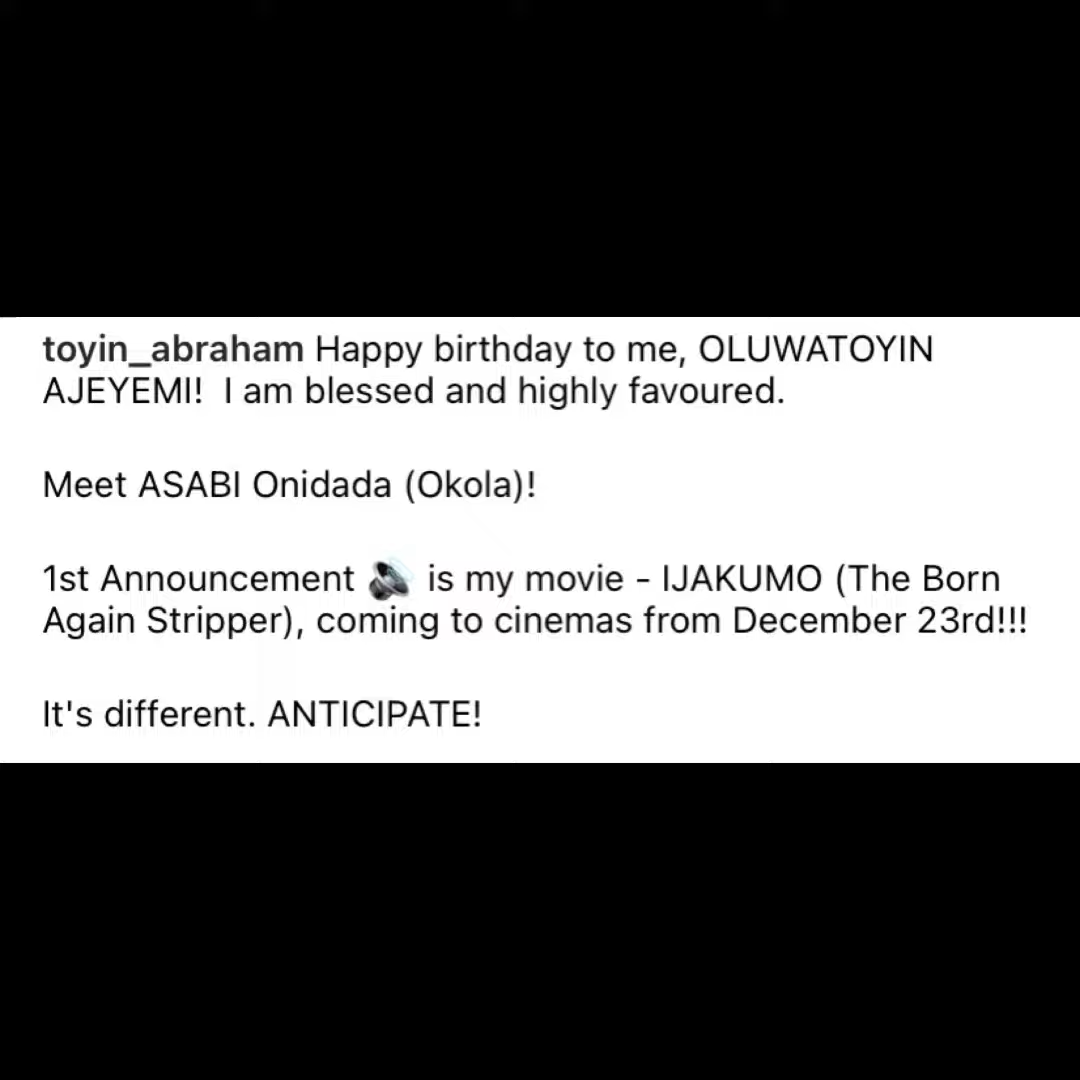 toyin_abraham Happy birthday to me, OLUWATOYIN
AJEYEMI!  I am blessed and highly favoured.
Meet ASABI Onidada (Okola)!
1st Announcement 🔊 is my movie - IJAKUMO (The Born
Again Stripper), coming to cinemas from December 23rd!!!
It's different. ANTICIPATE!